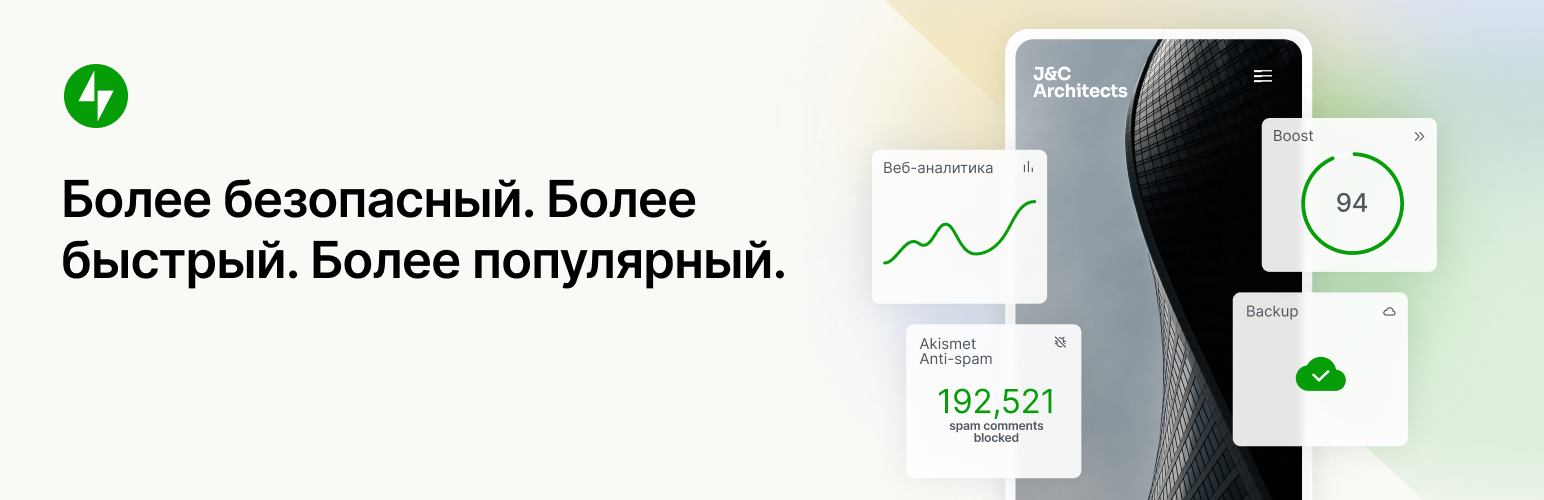 Более безопасный. Более
быстрый. Более популярный.
J&C
Architects
Веб-аналитика
Akismet
Anti-spam
192,521
spam comments
blocked
Boost
94
Backup